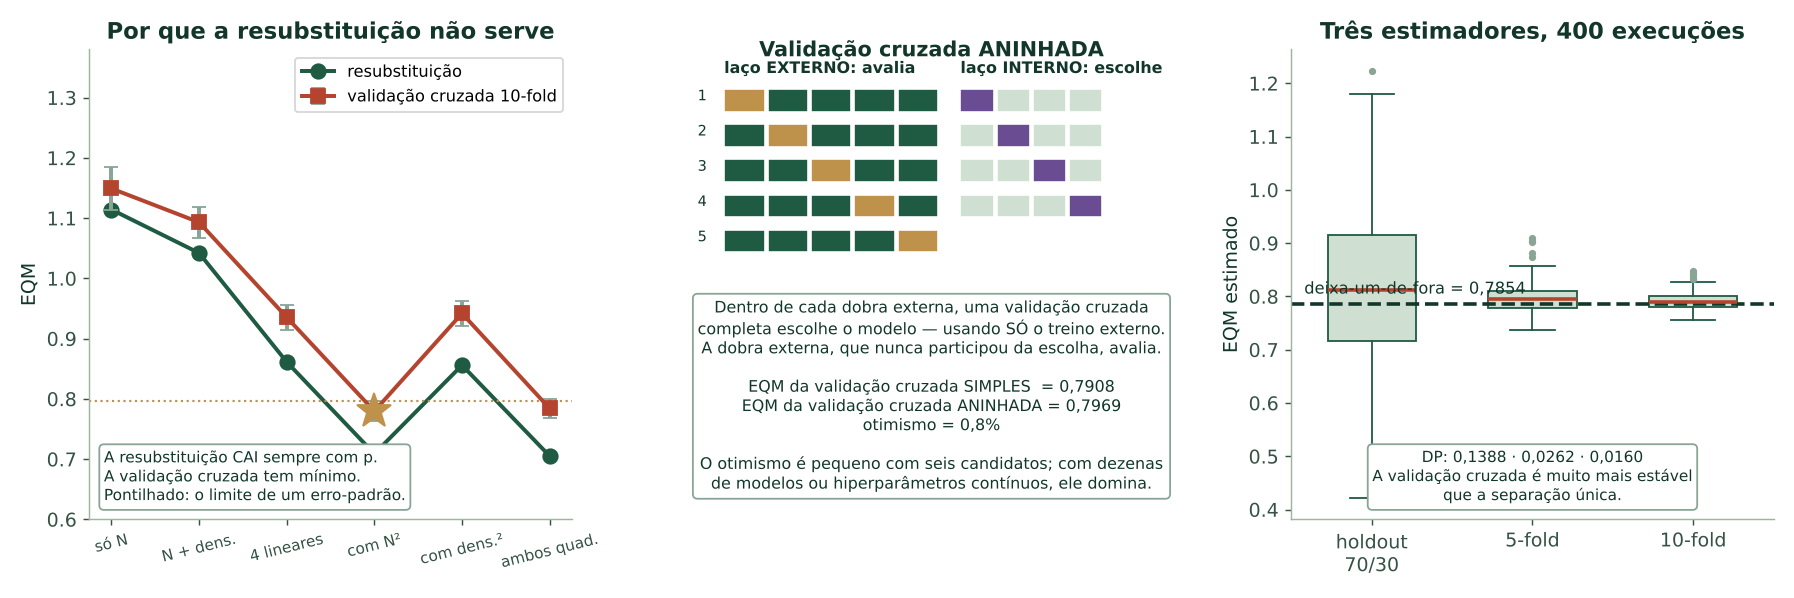 Por que a resubstituição não serve
resubstituição
validação cruzada 10-fold
EQM
1.3
1.2
1.1
1.0
0.9
0.8
0.7
0.6
A resubstituição CAI sempre com p.
A validação cruzada tem mínimo.
Pontilhado: o limite de um erro-padrão.
só N
N + dens.
4 lineares
com N²
com dens.²
ambos quad.
Validação cruzada ANINHADA
laço EXTERNO: avalia
laço INTERNO: escolhe
1
2
3
4
5
Dentro de cada dobra externa, uma validação cruzada
completa escolhe o modelo — usando SÓ o treino externo.
A dobra externa, que nunca participou da escolha, avalia.
EQM da validação cruzada SIMPLES = 0,7908
EQM da validação cruzada ANINHADA = 0,7969
otimismo = 0,8%
O otimismo é pequeno com seis candidatos; com dezenas
de modelos ou hiperparâmetros contínuos, ele domina.
Três estimadores, 400 execuções
EQM estimado
1.2
1.1
1.0
0.9
0.8
0.7
0.6
0.5
0.4
deixa-um-de-fora = 0,7854
DP: 0,1388 · 0,0262 · 0,0160
A validação cruzada é muito mais estável
que a separação única.
holdout
70/30
5-fold
10-fold